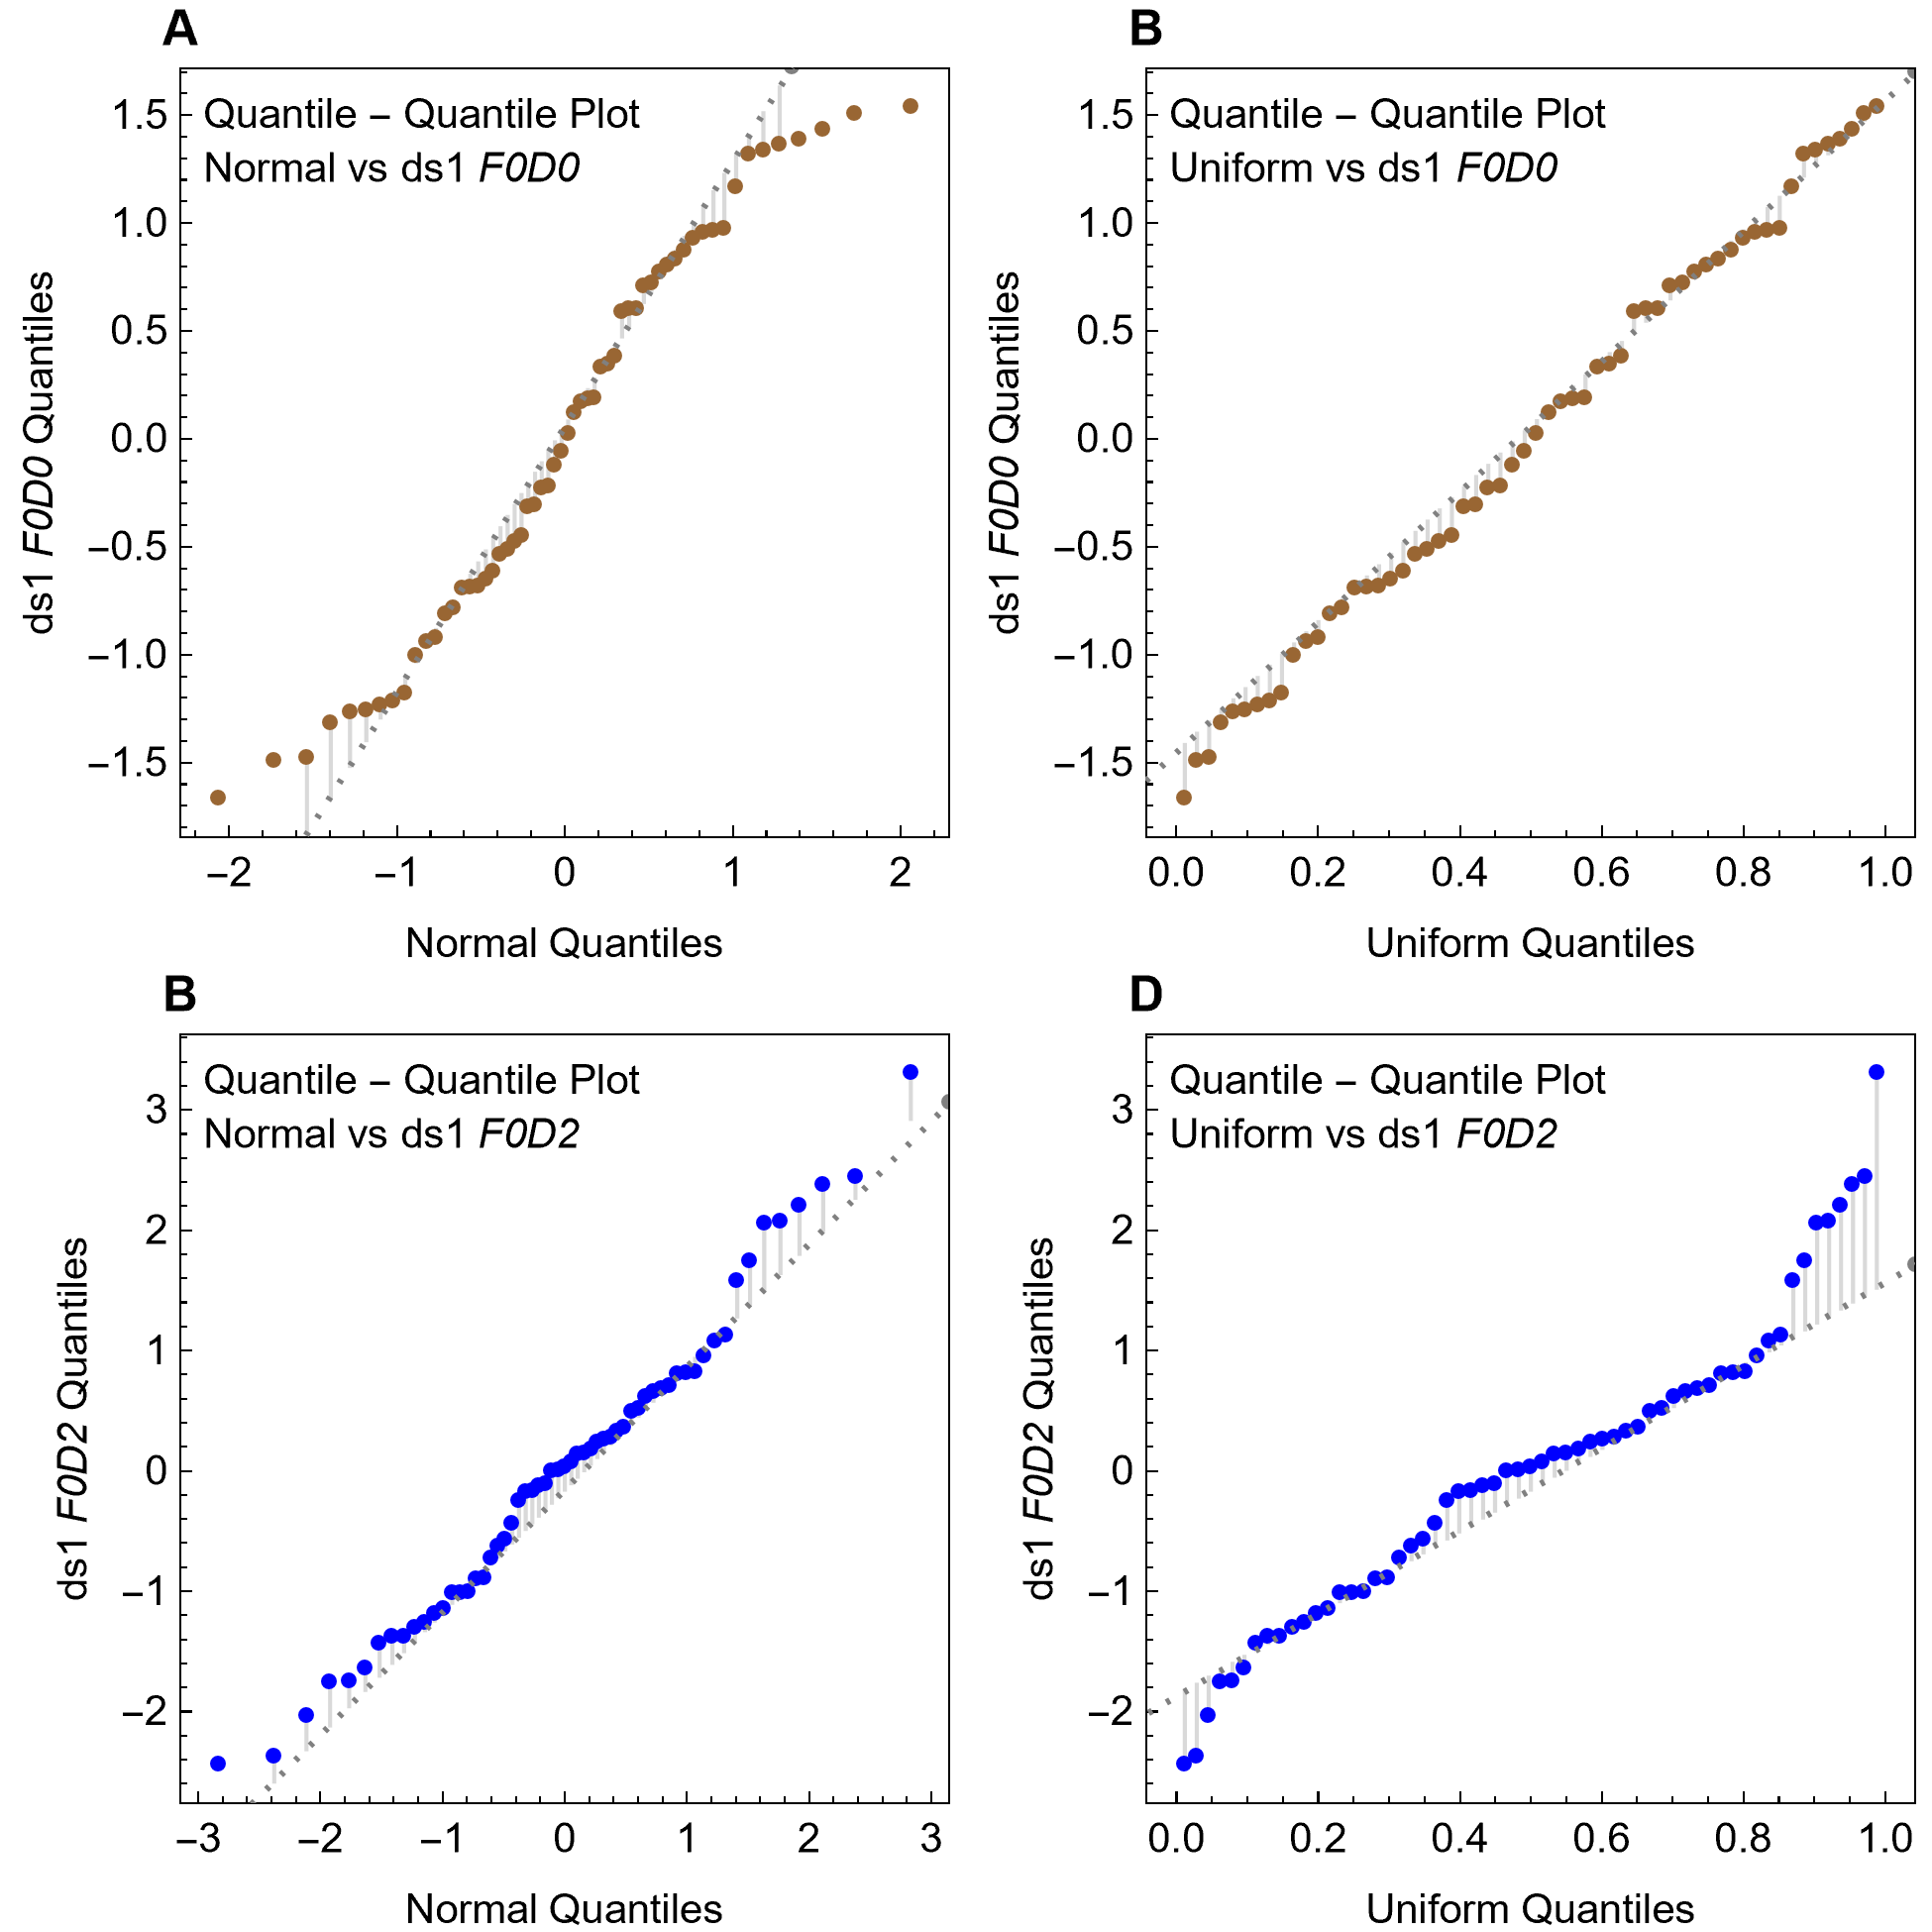 A
Quantile – Quantile Plot
Normal vs ds1 F0D0
ds1 F0D0 Quantiles
1.5
1.0
0.5
0.0
−0.5
−1.0
−1.5
−2 −1 0 1 2
Normal Quantiles
B
Quantile – Quantile Plot
Uniform vs ds1 F0D0
ds1 F0D0 Quantiles
1.5
1.0
0.5
0.0
−0.5
−1.0
−1.5
0.0 0.2 0.4 0.6 0.8 1.0
Uniform Quantiles
B
Quantile – Quantile Plot
Normal vs ds1 F0D2
ds1 F0D2 Quantiles
3
2
1
0
−1
−2
−3 −2 −1 0 1 2 3
Normal Quantiles
D
Quantile – Quantile Plot
Uniform vs ds1 F0D2
ds1 F0D2 Quantiles
3
2
1
0
−1
−2
0.0 0.2 0.4 0.6 0.8 1.0
Uniform Quantiles